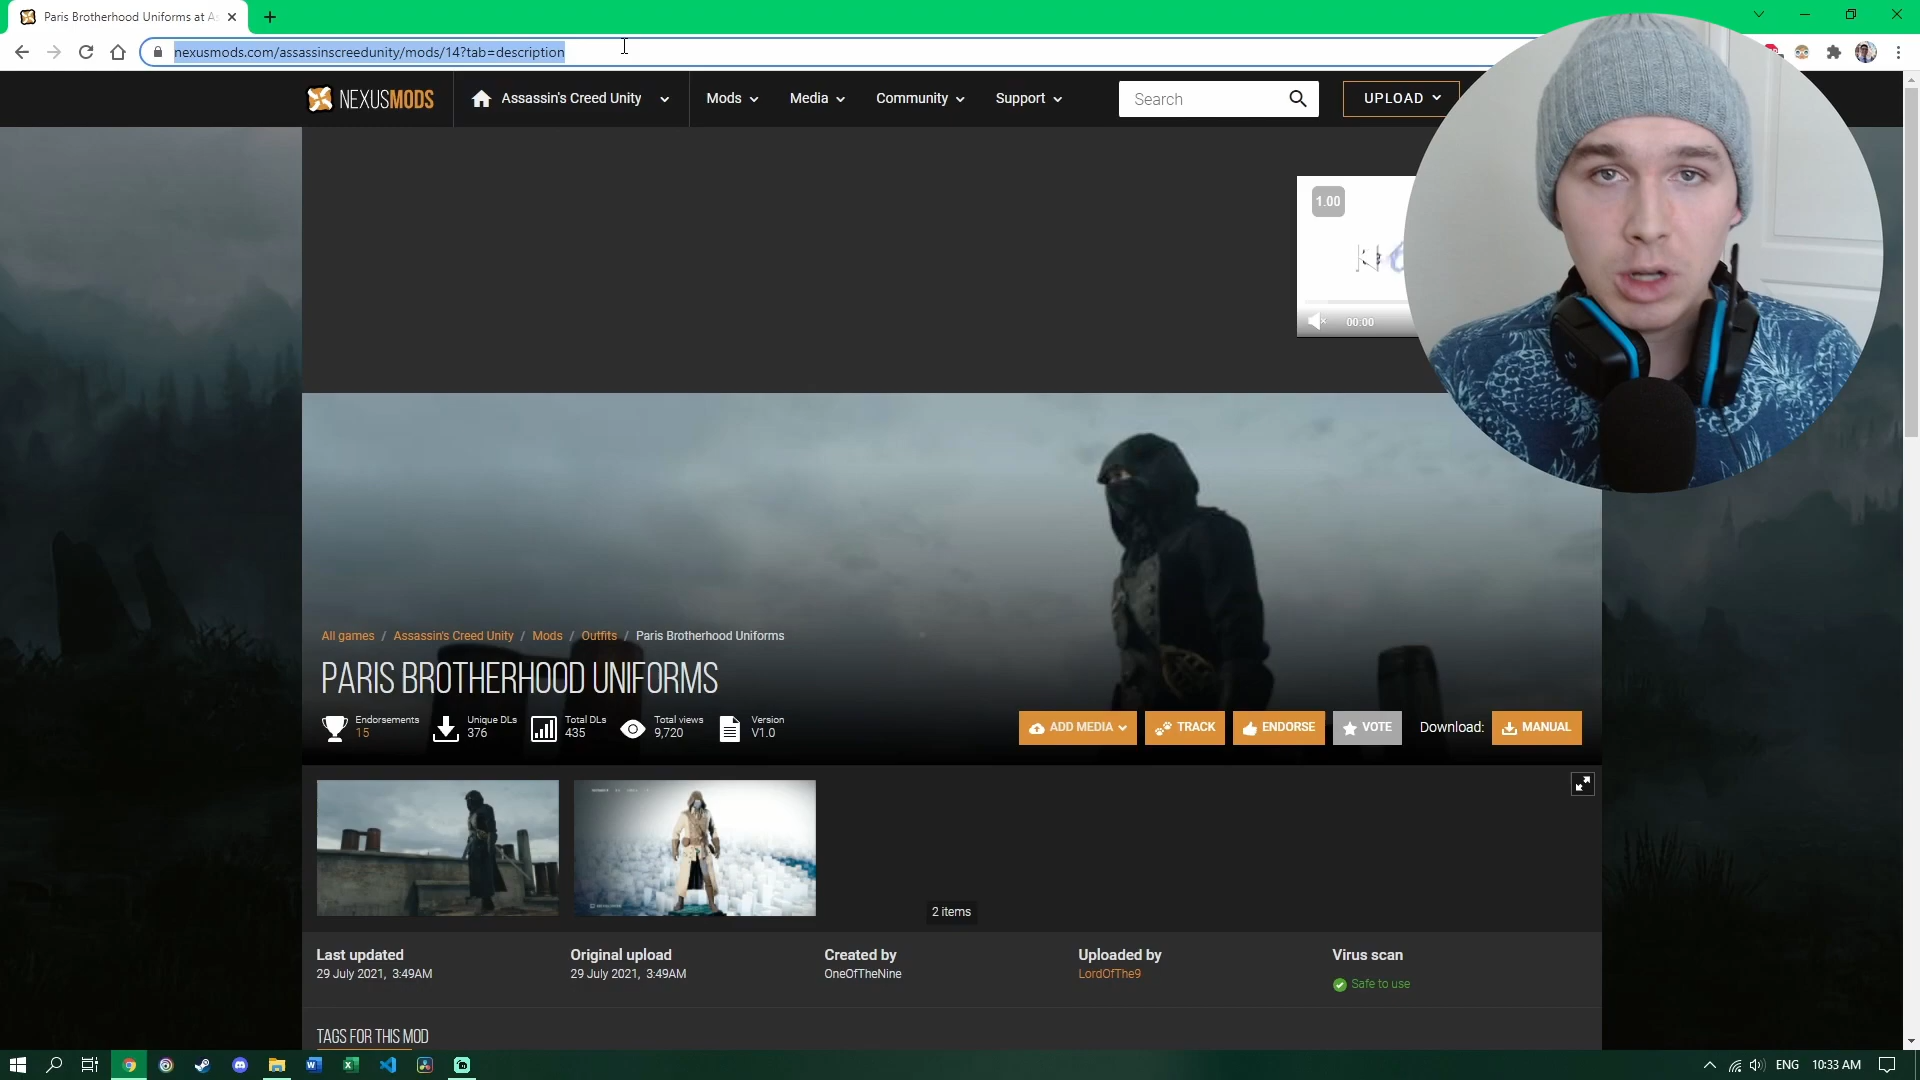 Paris Brotherhood Uniforms at As
nexusmods.com/assassinscreedunity/mods/14?tab=description
NEXUSMODS
Assassin's Creed Unity
Mods
Media
Community
Support
Search
UPLOAD
1.00
00:00
All games / Assassin's Creed Unity / Mods / Outfits / Paris Brotherhood Uniforms
PARIS BROTHERHOOD UNIFORMS
Endorsements
15
Unique DLs
376
Total DLs
435
Total views
9,720
Version
V1.0
ADD MEDIA
TRACK
ENDORSE
VOTE
Download:
MANUAL
2 items
Last updated
29 July 2021, 3:49AM
Original upload
29 July 2021, 3:49AM
Created by
OneOfTheNine
Uploaded by
LordOfThe9
Virus scan
Safe to use
TAGS FOR THIS MOD
ENG
10:33 AM